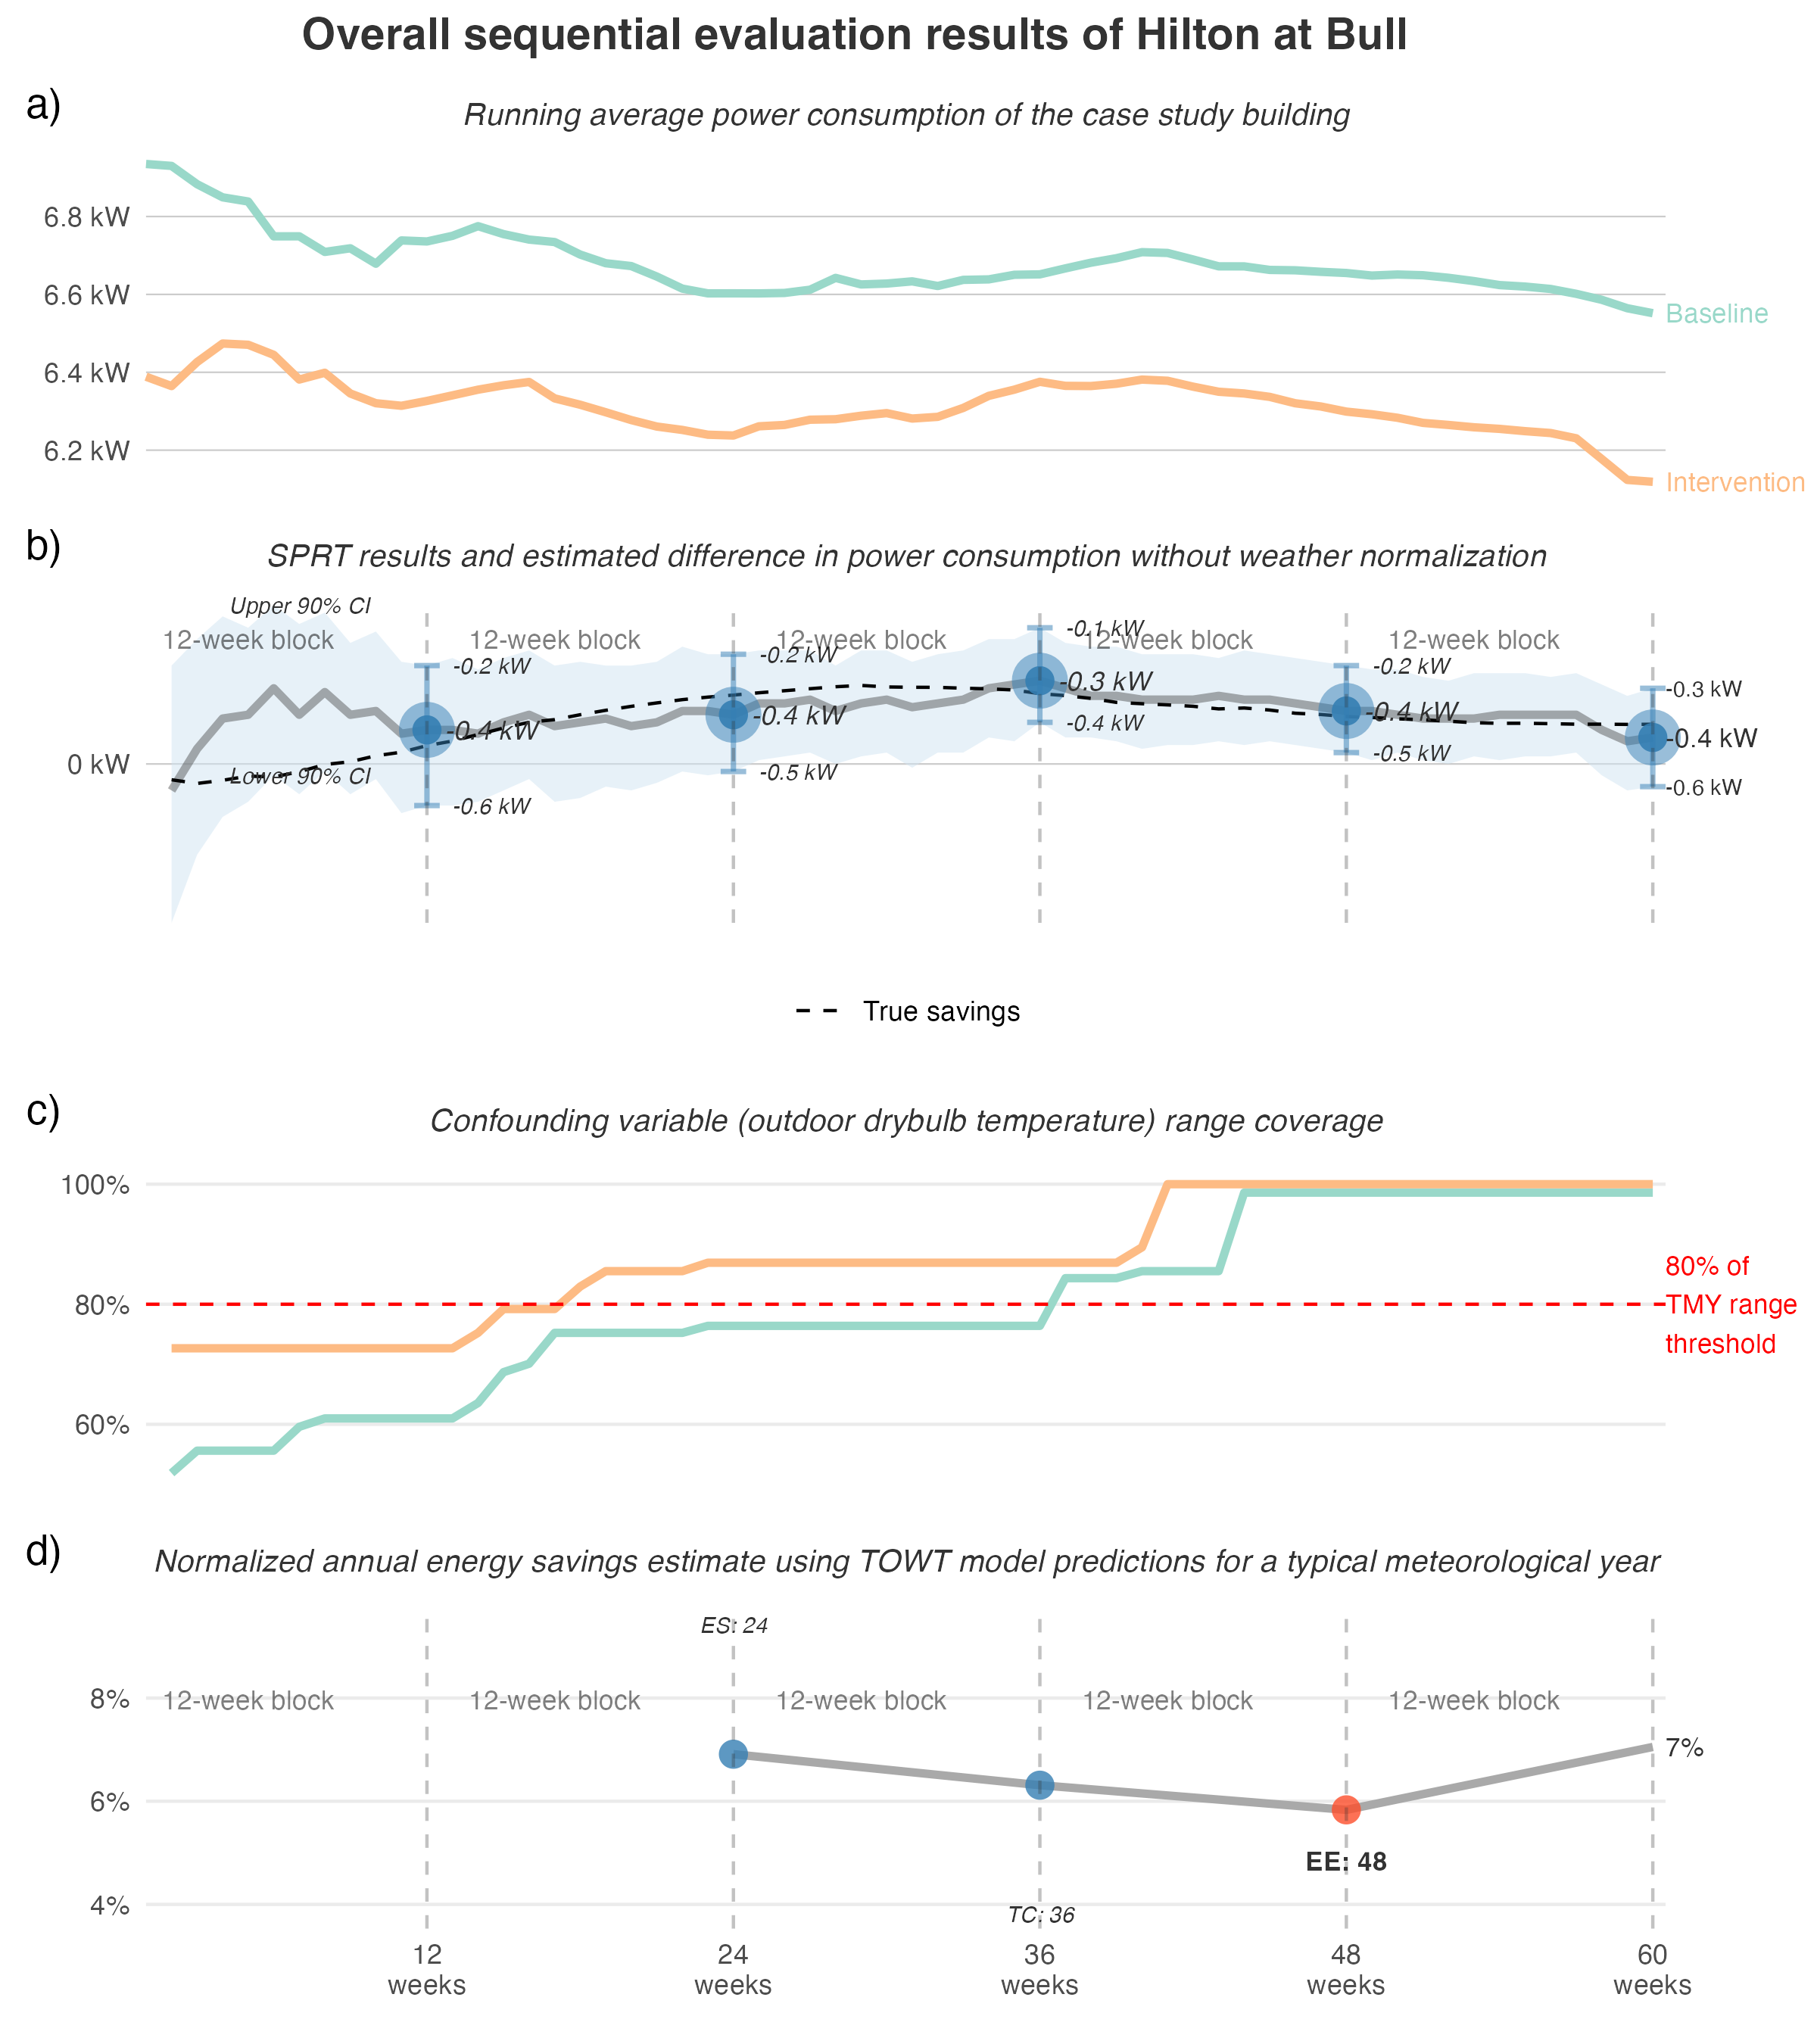 Overall sequential evaluation results of Hilton at Bull
a)
Running average power consumption of the case study building
6.8 kW
6.6 kW
6.4 kW
6.2 kW
Baseline
Intervention
b)
SPRT results and estimated difference in power consumption without weather normalization
Upper 90% CI
12-week block
12-week block
12-week block
12-week block
12-week block
-0.2 kW
-0.2 kW
-0.1 kW
-0.2 kW
-0.3 kW
-0.4 kW
-0.4 kW
-0.3 kW
-0.4 kW
-0.4 kW
0 kW
Lower 90% CI
-0.6 kW
-0.5 kW
-0.4 kW
-0.5 kW
-0.6 kW
True savings
c)
Confounding variable (outdoor drybulb temperature) range coverage
100%
80%
60%
80% of
TMY range
threshold
d)
Normalized annual energy savings estimate using TOWT model predictions for a typical meteorological year
ES: 24
8%
12-week block
12-week block
12-week block
12-week block
12-week block
7%
6%
EE: 48
4%
TC: 36
12
weeks
24
weeks
36
weeks
48
weeks
60
weeks